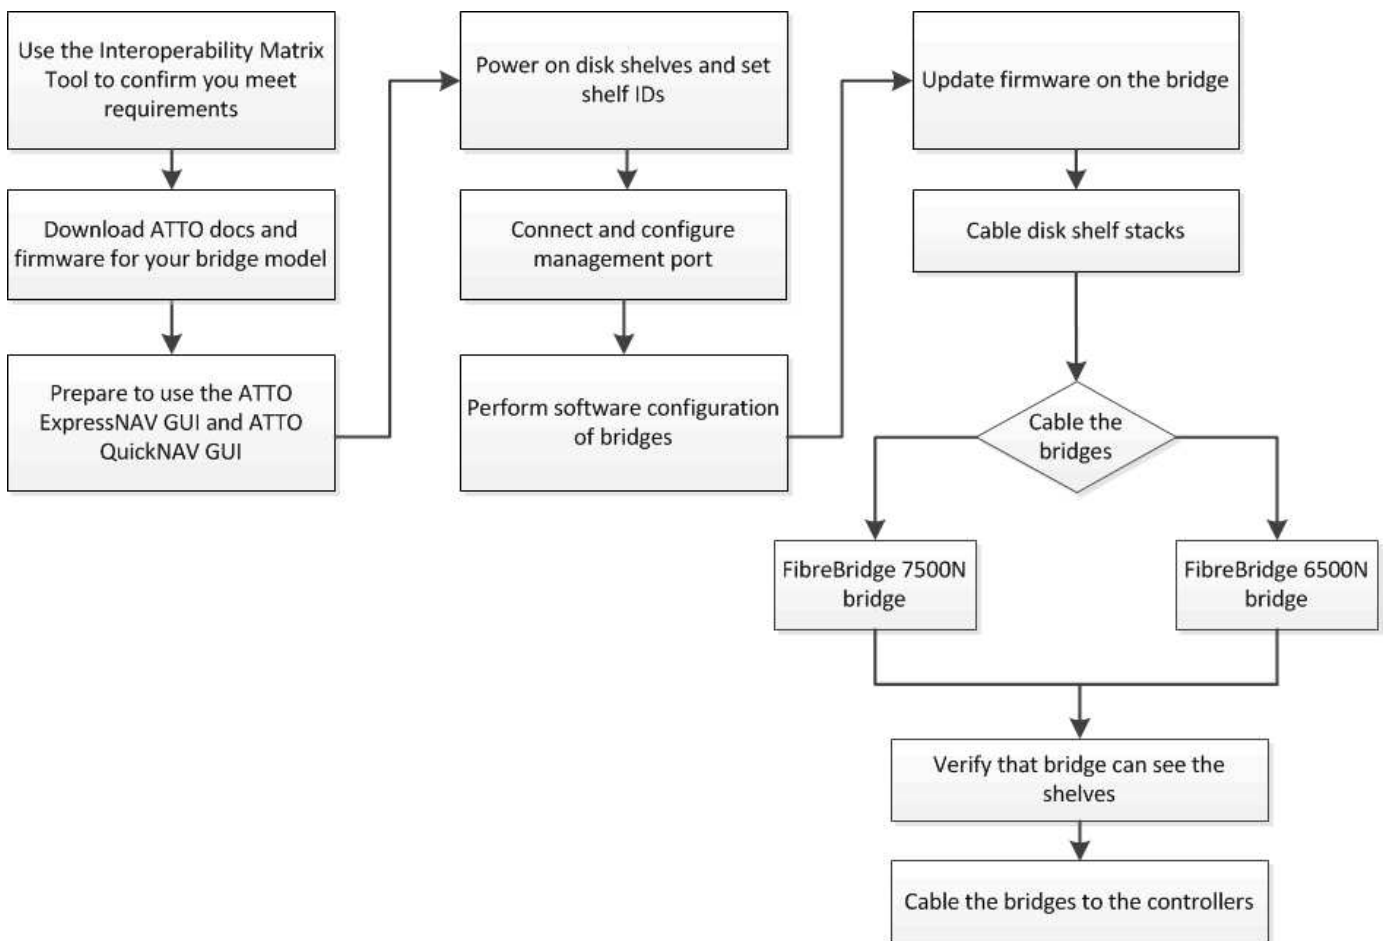 Use the Interoperability Matrix
Tool to confirm you meet
requirements
Download ATTO docs and
firmware for your bridge model
Prepare to use the ATTO
ExpressNAV GUI and ATTO
QuickNAV GUI
Power on disk shelves and set
shelf IDs
Connect and configure
management port
Perform software configuration
of bridges
Update firmware on the bridge
Cable disk shelf stacks
Cable the
bridges
FibreBridge 7500N
bridge
FibreBridge 6500N
bridge
Verify that bridge can see the
shelves
Cable the bridges to the controllers